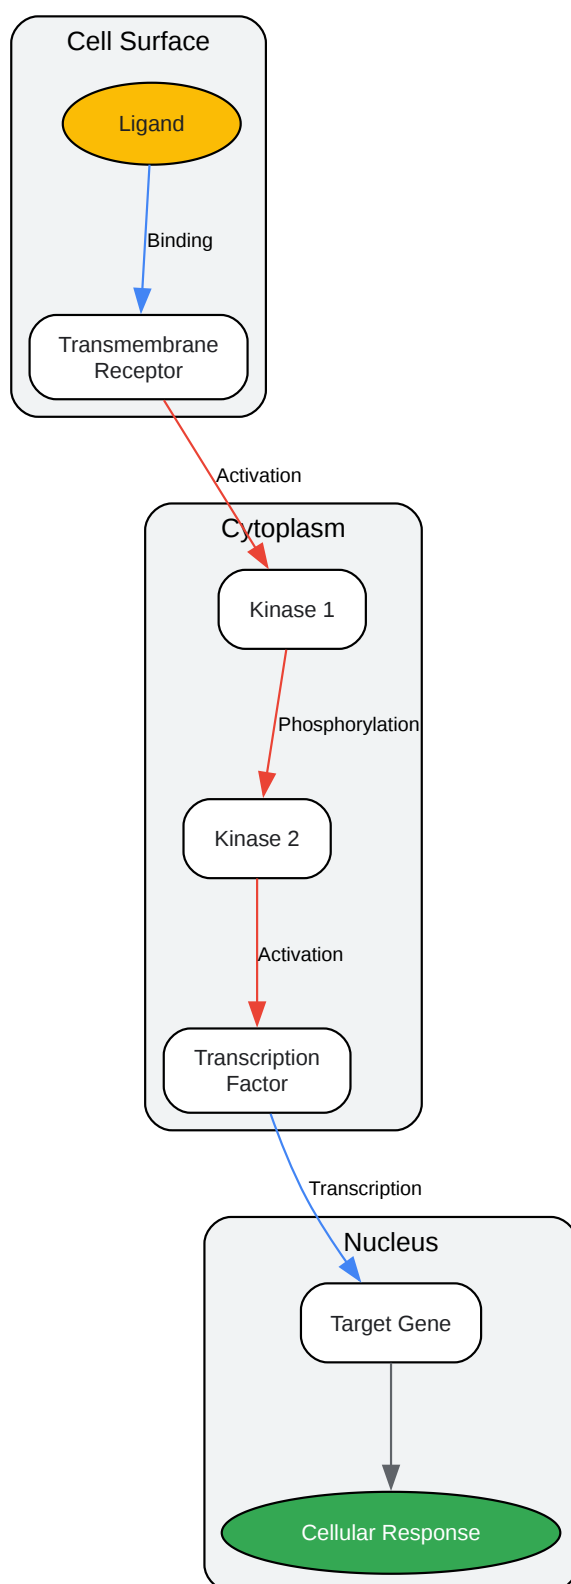 Cell Surface
Ligand
Binding
Transmembrane
Receptor
Activation
Cytoplasm
Kinase 1
Phosphorylation
Kinase 2
Activation
Transcription
Factor
Transcription
Nucleus
Target Gene
Cellular Response